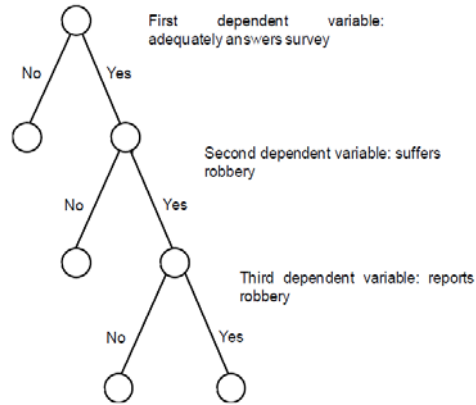 First dependent variable:
adequately answers survey
No
Yes
Second dependent variable: suffers
robbery
No
Yes
Third dependent variable: reports
robbery
No
Yes